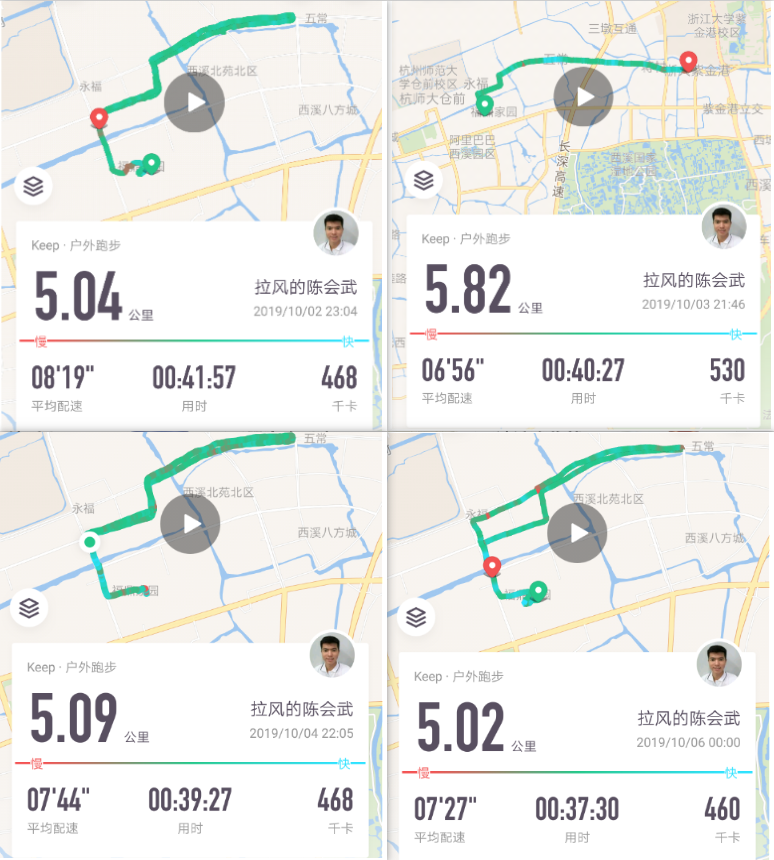 五常
西溪北苑北区
永福
西溪八方城
Keep · 户外跑步
5.04 公里
拉风的陈会武
2019/10/02 23:04
慢 快
08'19" 00:41:57 468
平均配速 用时 千卡
浙江大学紫
金港校区
三墩互通
五常
杭州师范大
学仓前校区
永福
杭师大仓前
紫金港立交
阿里巴巴
西溪园区
长深高速
Keep · 户外跑步
5.82 公里
拉风的陈会武
2019/10/03 21:46
慢 快
06'56" 00:40:27 530
平均配速 用时 千卡
五常
西溪北苑北区
永福
西溪八方城
Keep · 户外跑步
5.09 公里
拉风的陈会武
2019/10/04 22:05
慢 快
07'44" 00:39:27 468
平均配速 用时 千卡
五常
西溪北苑北区
永福
西溪八方城
Keep · 户外跑步
5.02 公里
拉风的陈会武
2019/10/06 00:00
慢 快
07'27" 00:37:30 460
平均配速 用时 千卡